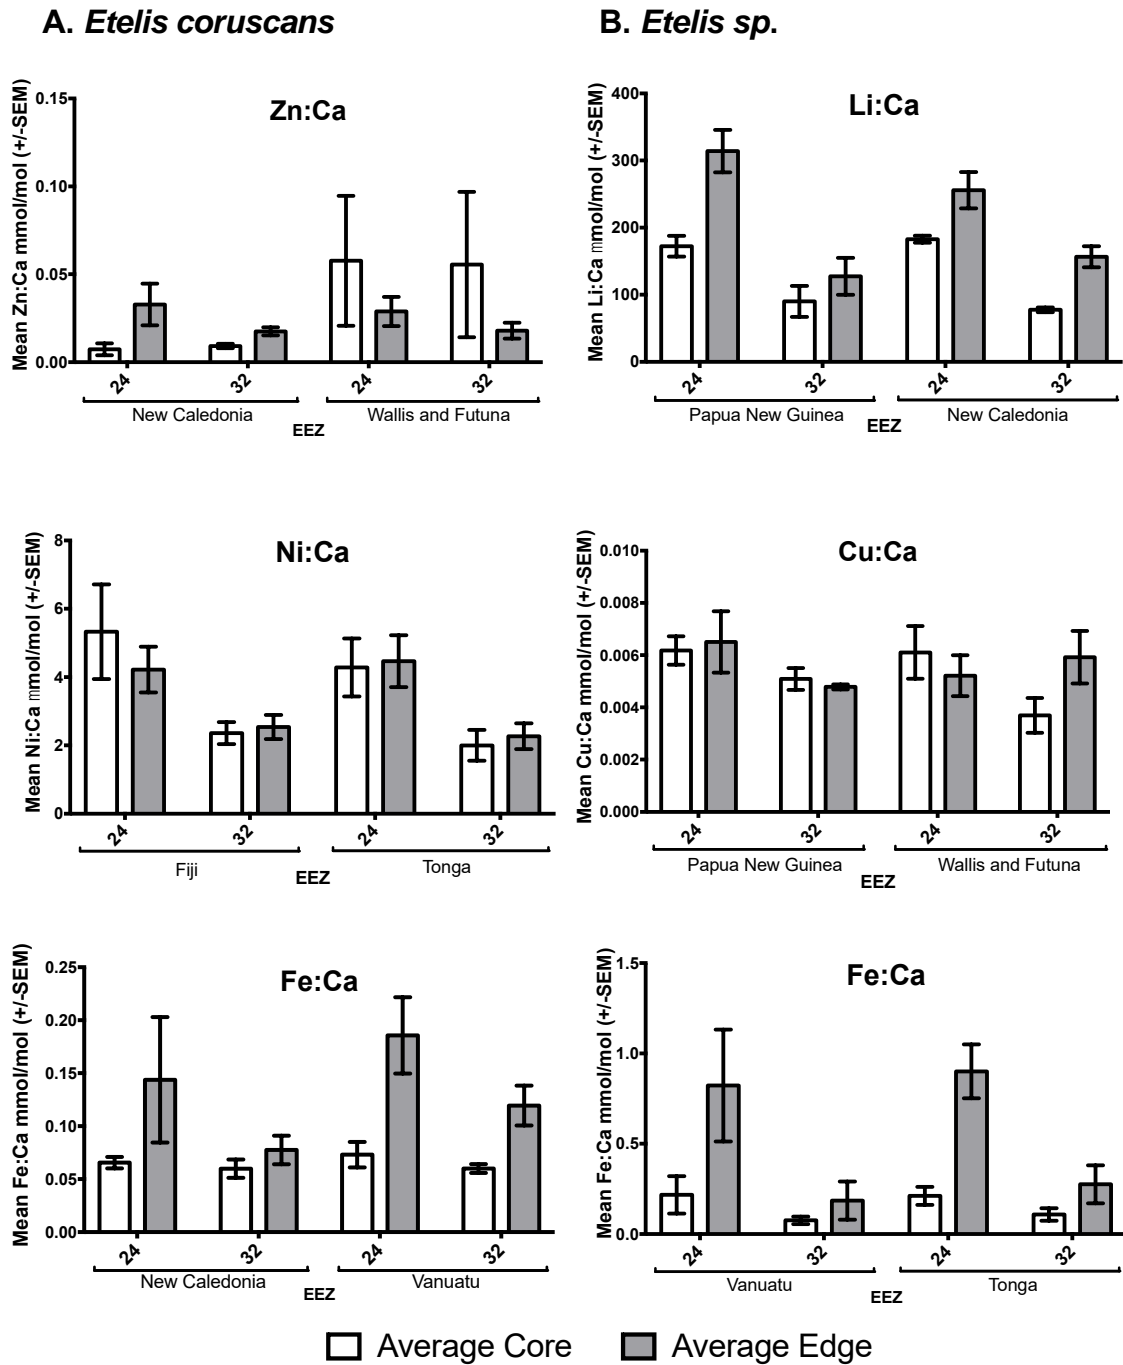 A. Etelis coruscans
B. Etelis sp.
Zn:Ca
Mean Zn:Ca mmol/mol (+/-SEM)
0.15
0.10
0.05
0.00
24
32
24
32
New Caledonia
Wallis and Futuna
EEZ
Li:Ca
Mean Li:Ca mmol/mol (+/-SEM)
400
300
200
100
0
24
32
24
32
Papua New Guinea
New Caledonia
EEZ
Ni:Ca
Mean Ni:Ca mmol/mol (+/-SEM)
8
6
4
2
0
24
32
24
32
Fiji
Tonga
EEZ
Cu:Ca
Mean Cu:Ca mmol/mol (+/-SEM)
0.010
0.008
0.006
0.004
0.002
0.000
24
32
24
32
Papua New Guinea
Wallis and Futuna
EEZ
Fe:Ca
Mean Fe:Ca mmol/mol (+/-SEM)
0.25
0.20
0.15
0.10
0.05
0.00
24
32
24
32
New Caledonia
Vanuatu
EEZ
Fe:Ca
Mean Fe:Ca mmol/mol (+/-SEM)
1.5
1.0
0.5
0.0
24
32
24
32
Vanuatu
Tonga
EEZ
Average Core
Average Edge